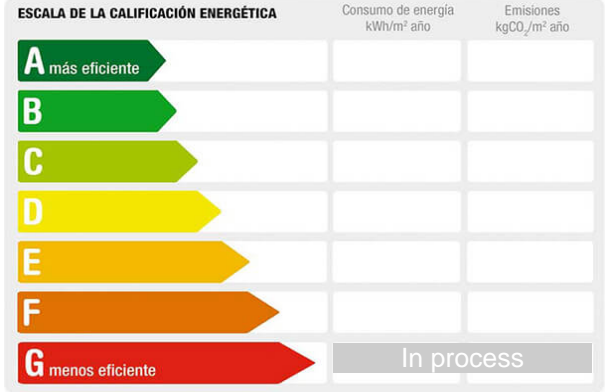 ESCALA DE LA CALIFICACIÓN ENERGÉTICA
Consumo de energía
kWh/m² año
Emisiones
kgCO₂/m² año
A más eficiente
B
C
D
E
F
G menos eficiente
In process